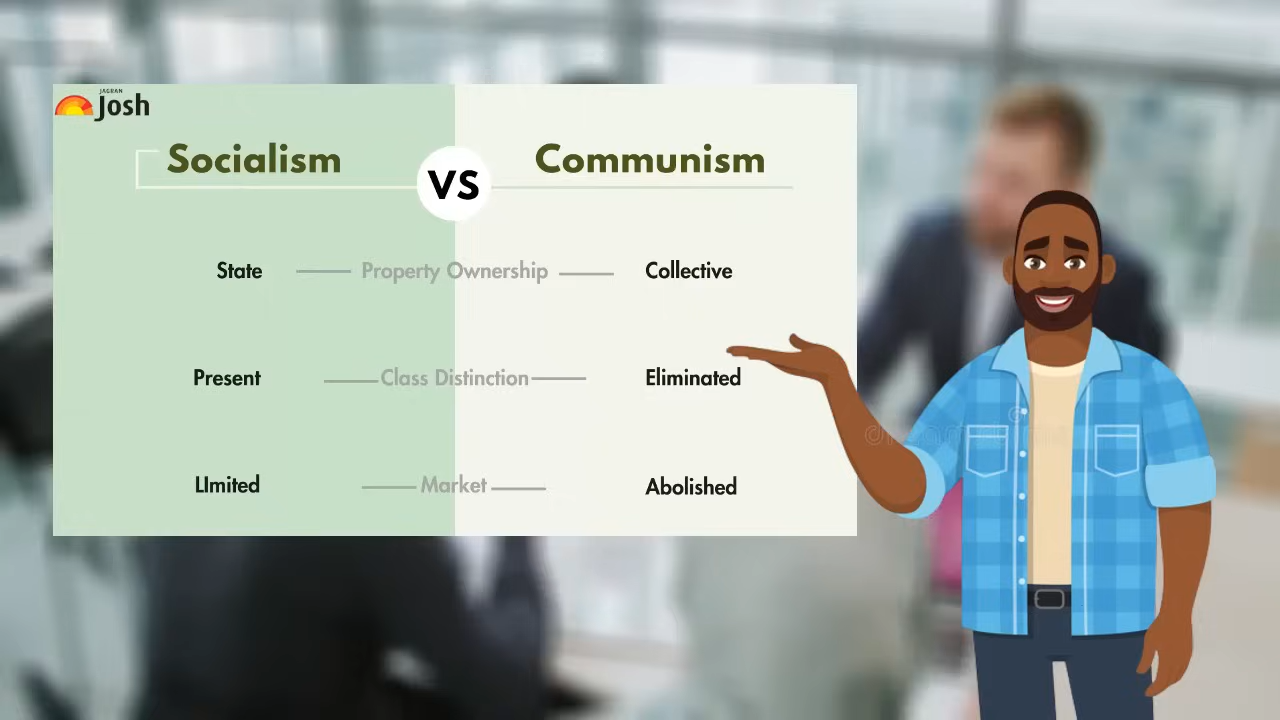 JAGRAN
Josh
Socialism VS Communism
State Property Ownership Collective
Present Class Distinction Eliminated
LImited Market Abolished